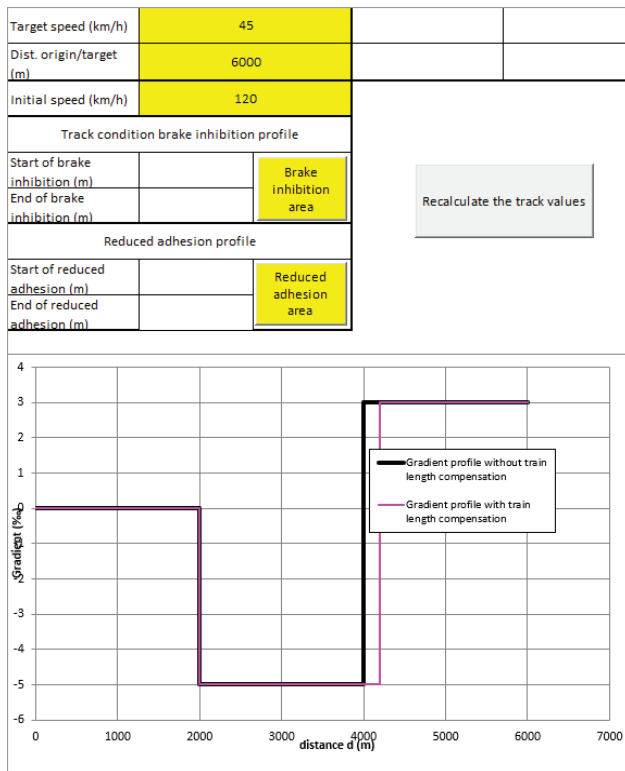 Target speed (km/h)
45
Dist. origin/target
(m)
6000
Initial speed (km/h)
120
Track condition brake inhibition profile
Start of brake
inhibition (m)
End of brake
inhibition (m)
Brake
inhibition
area
Recalculate the track values
Reduced adhesion profile
Start of reduced
adhesion (m)
End of reduced
adhesion (m)
Reduced
adhesion
area
4
3
2
1
0
-1
-2
-3
-4
-5
-6
Gradient (‰)
Gradient profile without train
length compensation
Gradient profile with train
length compensation
0
1000
2000
3000
4000
5000
6000
7000
distance d (m)